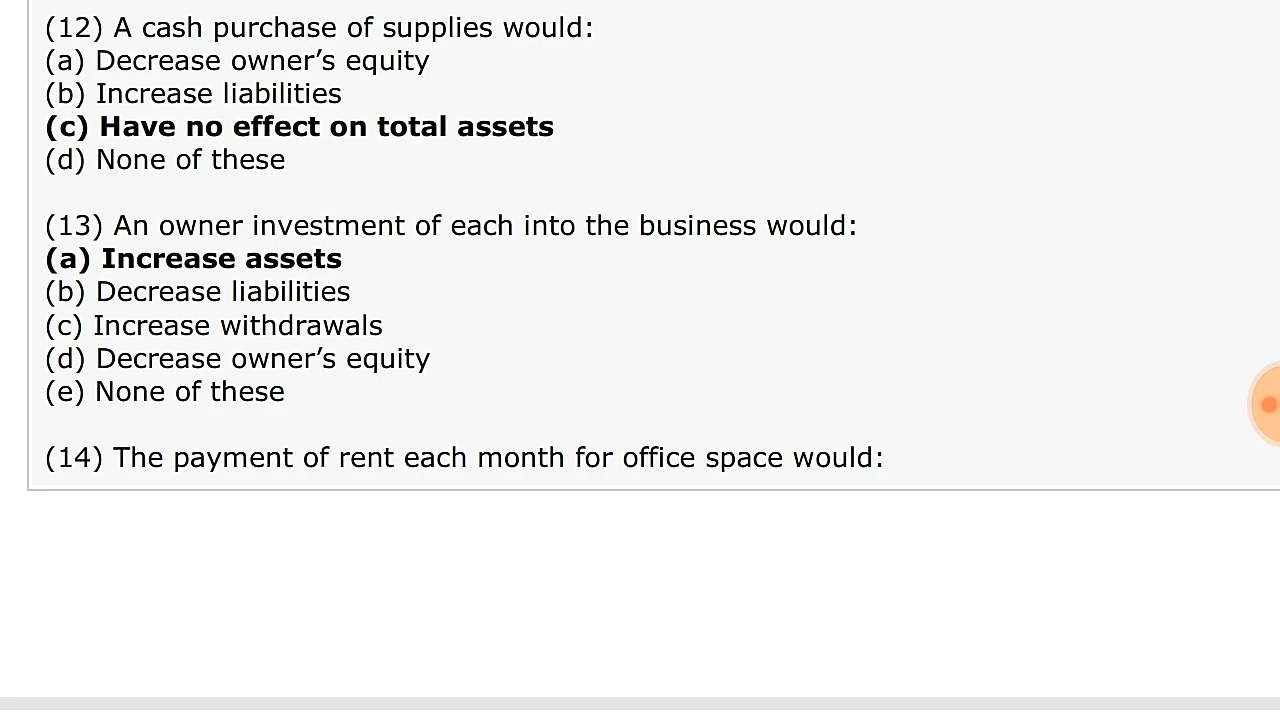 (12) A cash purchase of supplies would:
(a) Decrease owner’s equity
(b) Increase liabilities
(c) Have no effect on total assets
(d) None of these
(13) An owner investment of each into the business would:
(a) Increase assets
(b) Decrease liabilities
(c) Increase withdrawals
(d) Decrease owner’s equity
(e) None of these
(14) The payment of rent each month for office space would: